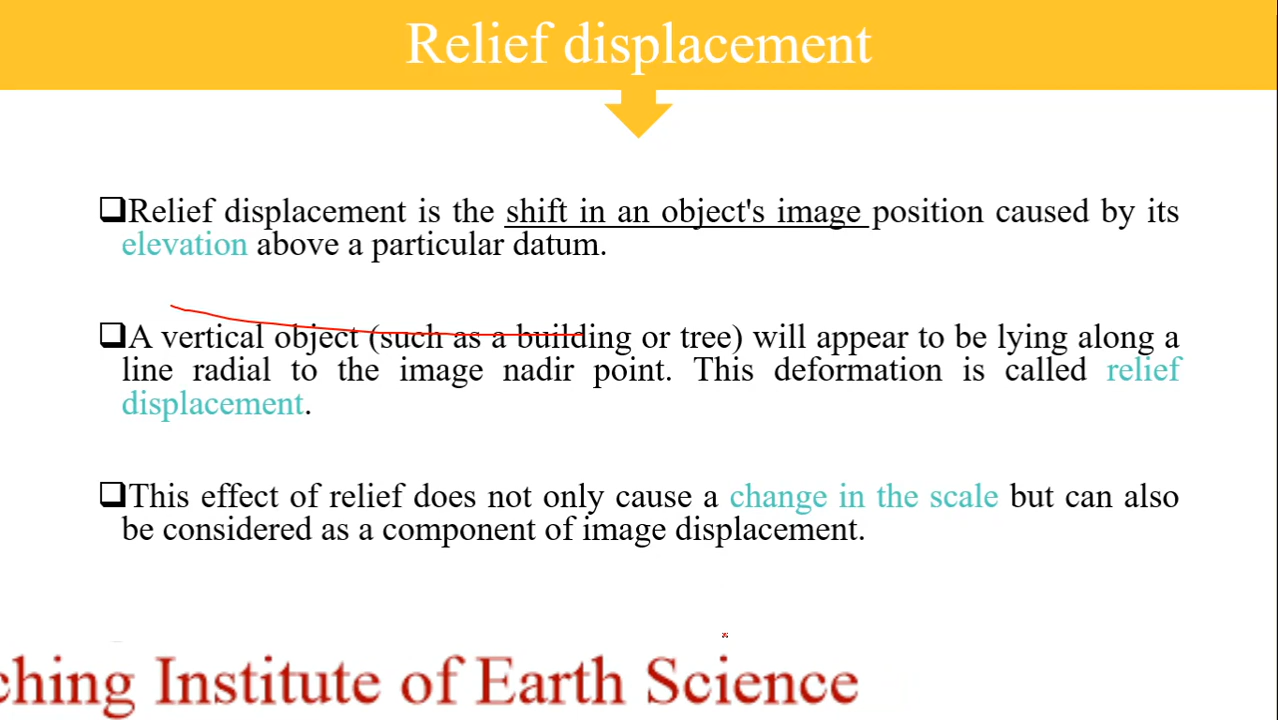 Relief displacement
❑Relief displacement is the shift in an object's image position caused by its
elevation above a particular datum.
❑A vertical object (such as a building or tree) will appear to be lying along a
line radial to the image nadir point. This deformation is called relief
displacement.
❑This effect of relief does not only cause a change in the scale but can also
be considered as a component of image displacement.
ching Institute of Earth Science